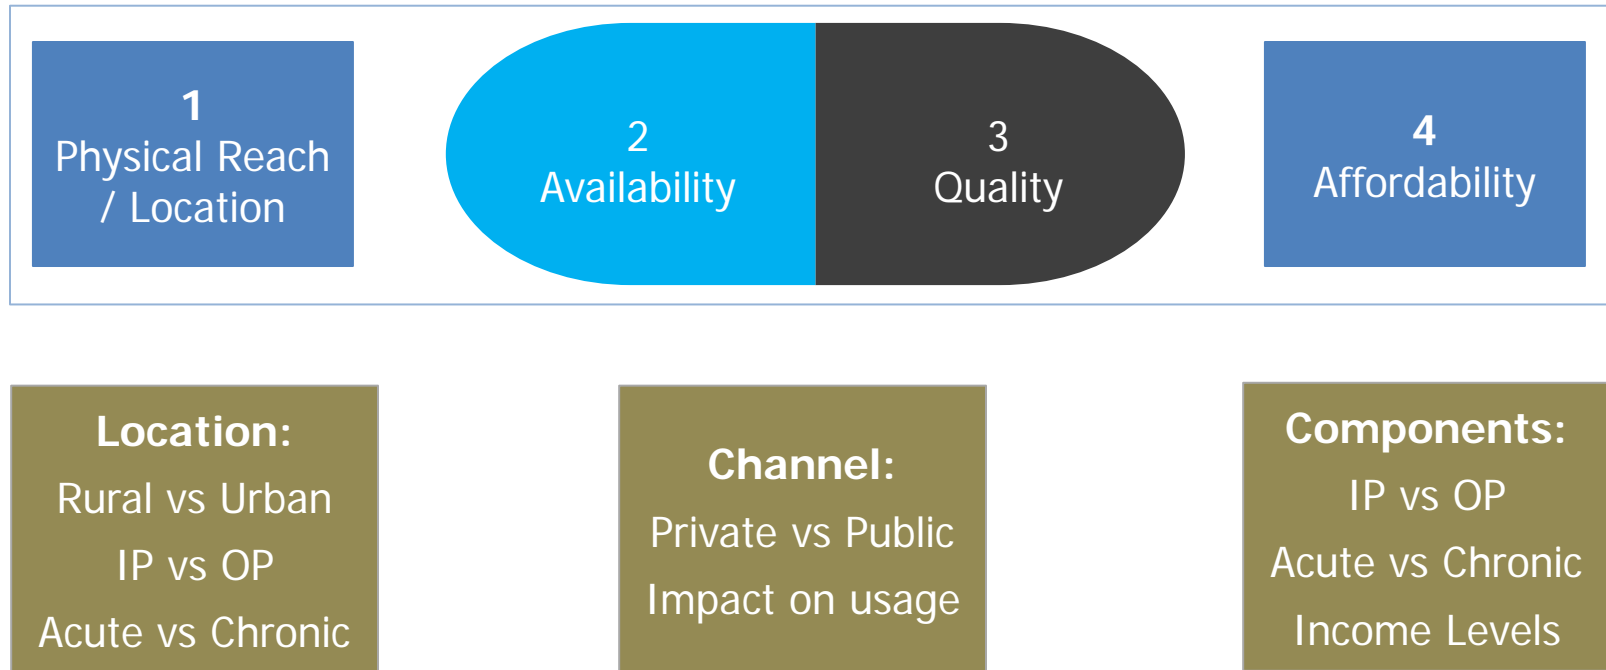 1
Physical Reach
/ Location
2
Availability
3
Quality
4
Affordability
Location:
Rural vs Urban
IP vs OP
Acute vs Chronic
Channel:
Private vs Public
Impact on usage
Components:
IP vs OP
Acute vs Chronic
Income Levels